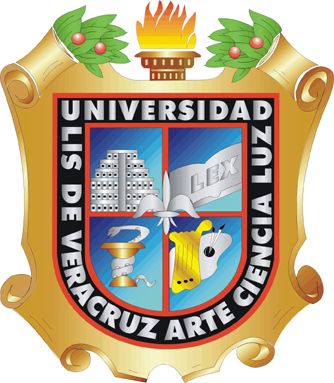 UNIVERSIDAD
LIS DE VERACRUZ ARTE CIENCIA LUZ
LEX